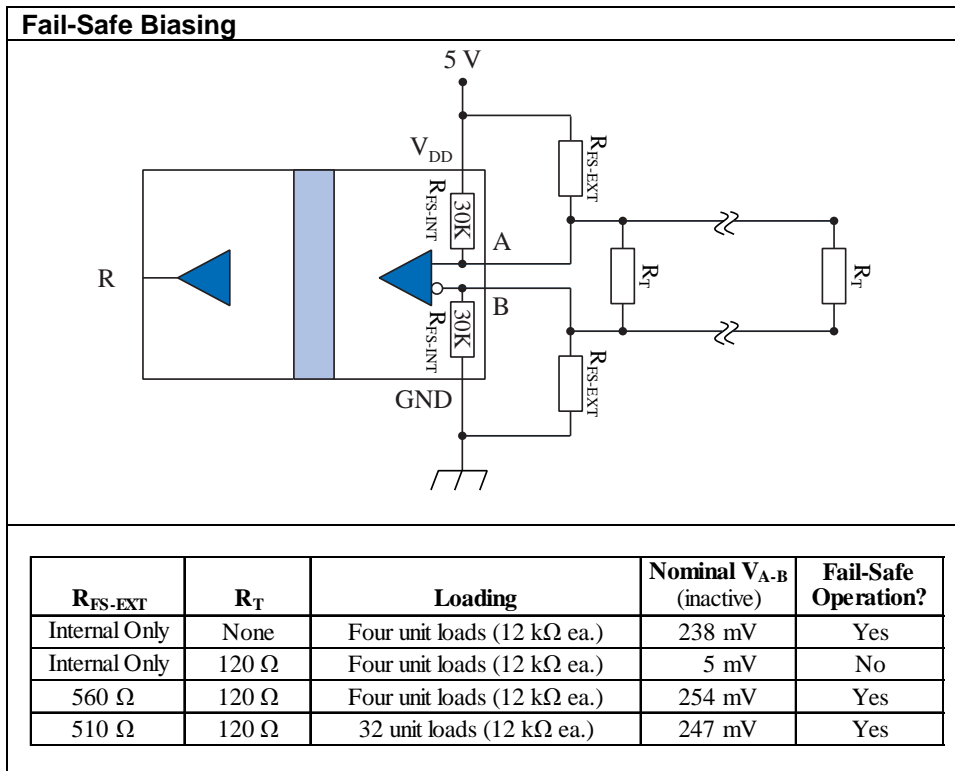 Fail-Safe Biasing
5 V
V_DD
R_FS-EXT
R_FS-INT
30K
A
R
R_T
R_T
B
R_FS-INT
30K
R_FS-EXT
GND
R_FS-EXT R_T Loading Nominal V_A-B (inactive) Fail-Safe Operation?
Internal Only None Four unit loads (12 kΩ ea.) 238 mV Yes
Internal Only 120 Ω Four unit loads (12 kΩ ea.) 5 mV No
560 Ω 120 Ω Four unit loads (12 kΩ ea.) 254 mV Yes
510 Ω 120 Ω 32 unit loads (12 kΩ ea.) 247 mV Yes